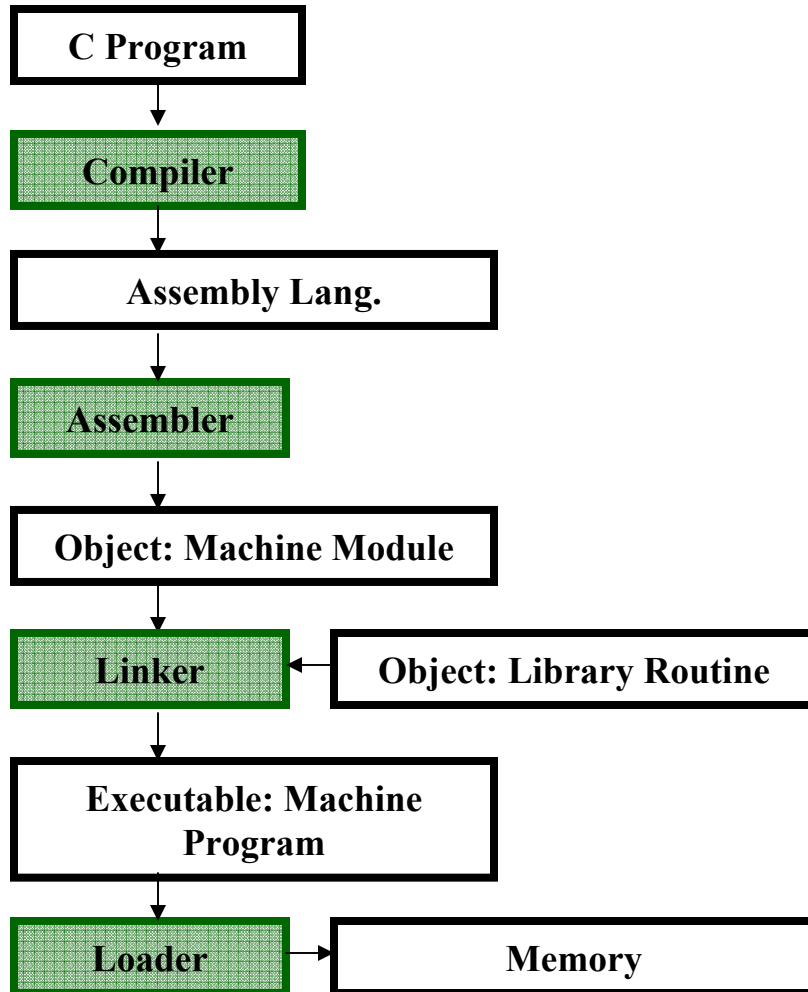 C Program
Compiler
Assembly Lang.
Assembler
Object: Machine Module
Linker
Object: Library Routine
Executable: Machine
Program
Loader
Memory